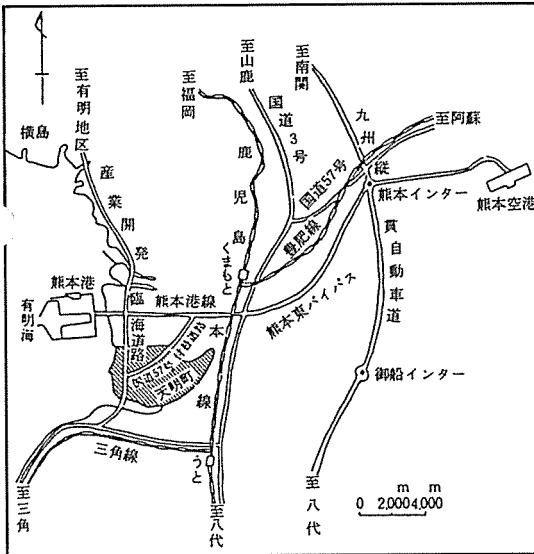 至有明地区
横島
産業開発臨海道路
至福岡
至山鹿
国道3号
鹿児島本線
至南関
九州縦貫自動車道
至阿蘇
国道57号
豊肥線
熊本インター
熊本空港
くまもと
熊本港
熊本港線
有明海
熊本東バイパス
天明町
御船インター
三角線
うと
至三角
至八代
至八代
m m
0 2,000 4,000